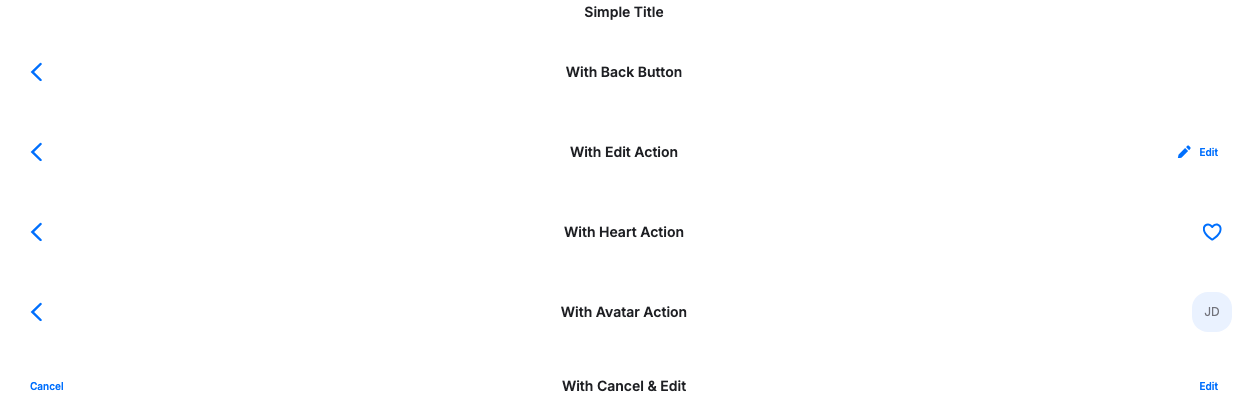 Simple Title
With Back Button
With Edit Action Edit
With Heart Action
With Avatar Action JD
Cancel With Cancel & Edit Edit